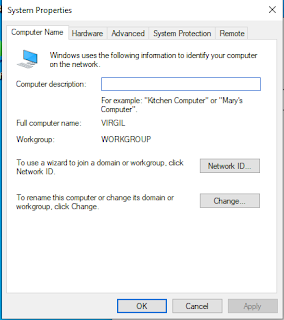 System Properties
Computer Name Hardware Advanced System Protection Remote
Windows uses the following information to identify your computer
on the network.
Computer description:
For example: "Kitchen Computer" or "Mary's
Computer".
Full computer name: VIRGIL
Workgroup: WORKGROUP
To use a wizard to join a domain or workgroup, click
Network ID.
Network ID...
To rename this computer or change its domain or
workgroup, click Change.
Change...
OK Cancel Apply